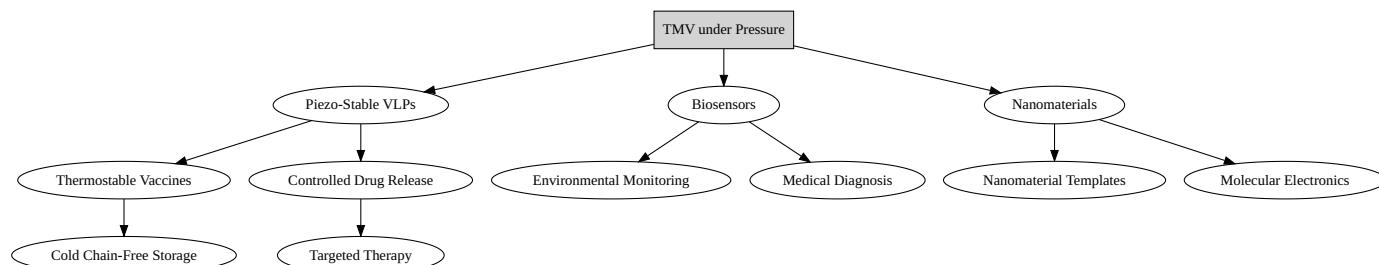 TMV under Pressure
Piezo-Stable VLPs
Biosensors
Nanomaterials
Thermostable Vaccines
Controlled Drug Release
Environmental Monitoring
Medical Diagnosis
Nanomaterial Templates
Molecular Electronics
Cold Chain-Free Storage
Targeted Therapy